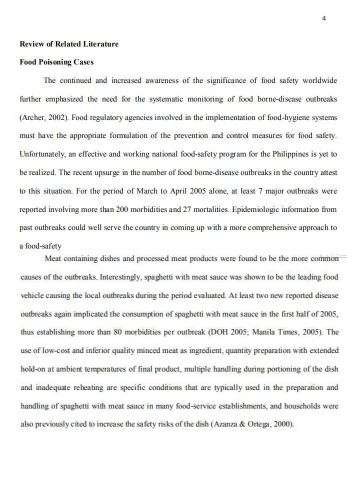 4
Review of Related Literature
Food Poisoning Cases
The continued and increased awareness of the significance of food safety worldwide
further emphasized the need for the systematic monitoring of food borne-disease outbreaks
(Archer, 2002). Food regulatory agencies involved in the implementation of food-hygiene systems
must have the appropriate formulation of the prevention and control measures for food safety.
Unfortunately, an effective and working national food-safety program for the Philippines is yet to
be realized. The recent upsurge in the number of food borne-disease outbreaks in the country attest
to this situation. For the period of March to April 2005 alone, at least 7 major outbreaks were
reported involving more than 200 morbidities and 27 mortalities. Epidemiologic information from
past outbreaks could well serve the country in coming up with a more comprehensive approach to
a food-safety
Meat containing dishes and processed meat products were found to be the more common
causes of the outbreaks. Interestingly, spaghetti with meat sauce was shown to be the leading food
vehicle causing the local outbreaks during the period evaluated. At least two new reported disease
outbreaks again implicated the consumption of spaghetti with meat sauce in the first half of 2005,
thus establishing more than 80 morbidities per outbreak (DOH 2005; Manila Times, 2005). The
use of low-cost and inferior quality minced meat as ingredient, quantity preparation with extended
hold-on at ambient temperatures of final product, multiple handling during portioning of the dish
and inadequate reheating are specific conditions that are typically used in the preparation and
handling of spaghetti with meat sauce in many food-service establishments, and households were
also previously cited to increase the safety risks of the dish (Azanza & Ortega, 2000).